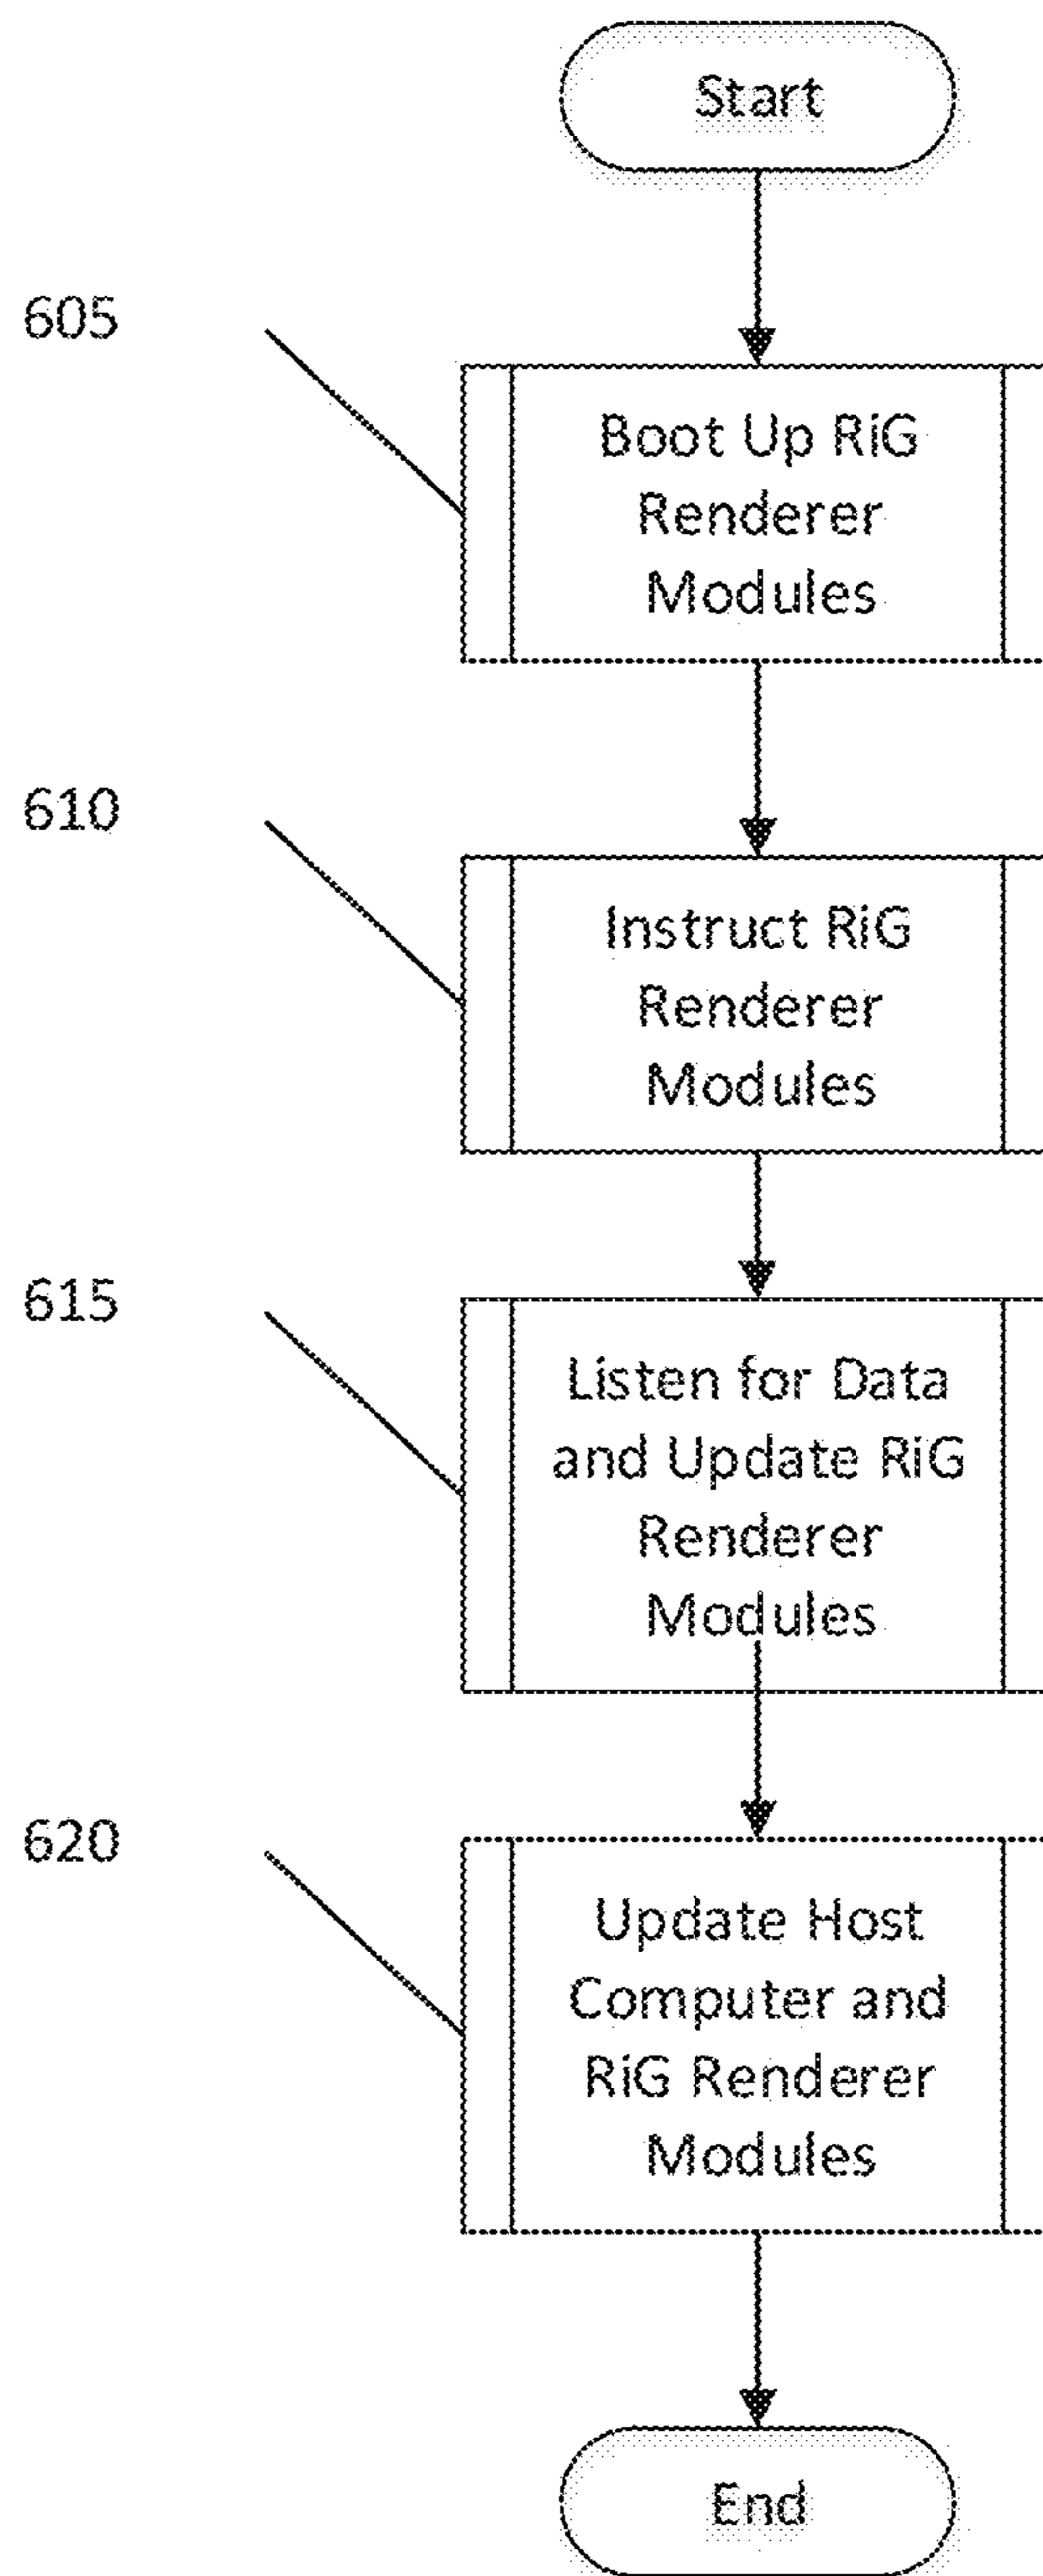 Start
605
Boot Up RiG
Renderer
Modules
610
Instruct RiG
Renderer
Modules
615
Listen for Data
and Update RiG
Renderer
Modules
620
Update Host
Computer and
RiG Renderer
Modules
End